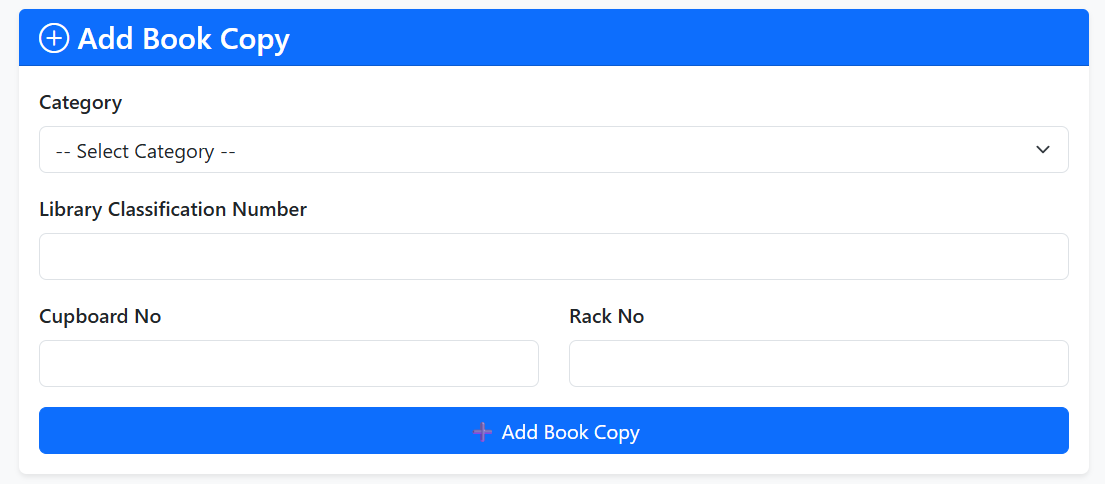 Add Book Copy
Category
-- Select Category --
Library Classification Number
Cupboard No
Rack No
Add Book Copy